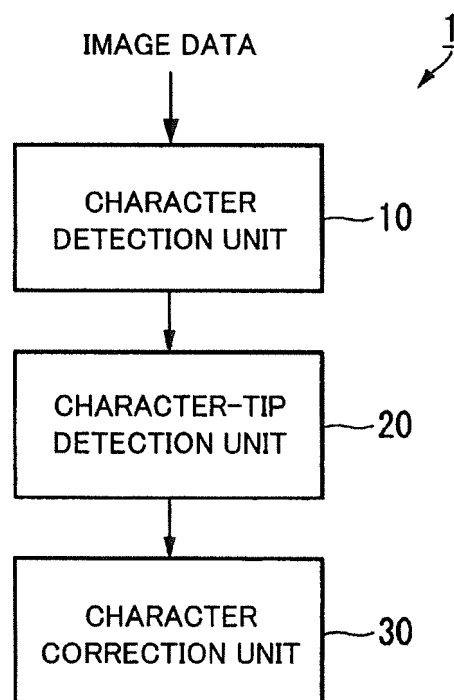 IMAGE DATA
1
CHARACTER
DETECTION UNIT
10
CHARACTER-TIP
DETECTION UNIT
20
CHARACTER
CORRECTION UNIT
30